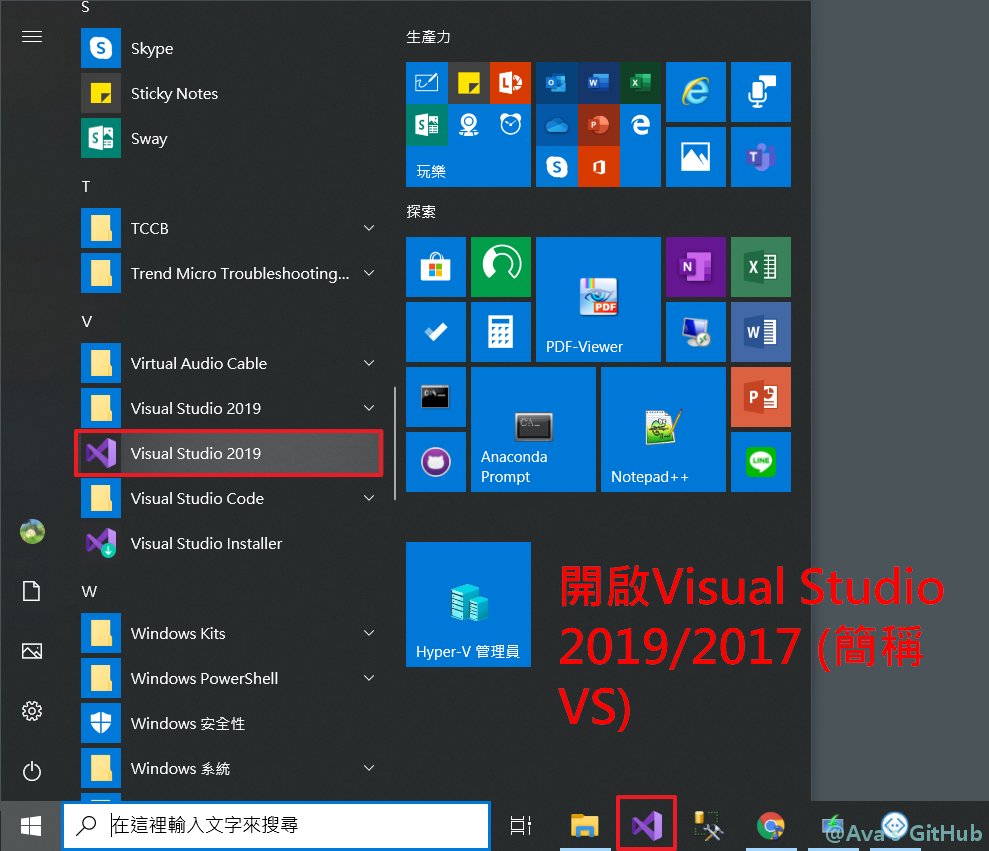 S
Skype
Sticky Notes
Sway
T
TCCB
Trend Micro Troubleshooting...
V
Virtual Audio Cable
Visual Studio 2019
Visual Studio 2019
Visual Studio Code
Visual Studio Installer
W
Windows Kits
Windows PowerShell
Windows 安全性
Windows 系統
生產力
玩樂
探索
PDF
PDF-Viewer
C:\.
Anaconda
Prompt
Notepad++
LINE
Hyper-V 管理員
開啟Visual Studio
2019/2017 (簡稱
VS)
在這裡輸入文字來搜尋
@Ava's GitHub